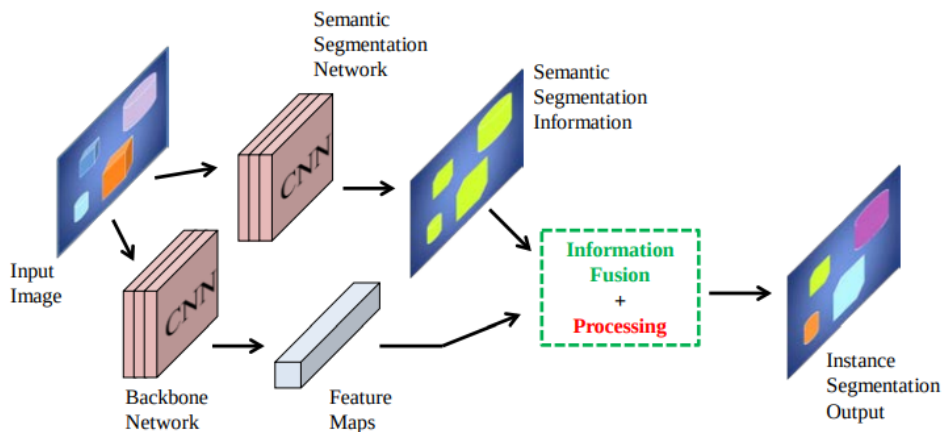 Semantic
Segmentation
Network
Semantic
Segmentation
Information
CNN
Input
Image
CNN
Information
Fusion
+
Processing
Backbone
Network
Feature
Maps
Instance
Segmentation
Output